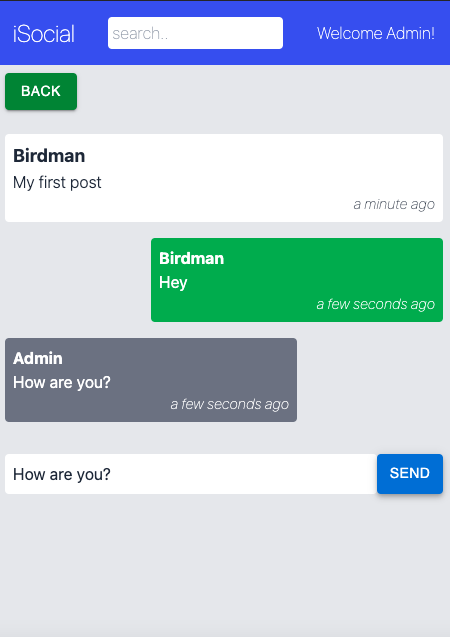 iSocial
search..
Welcome Admin!
BACK
Birdman
My first post
a minute ago
Birdman
Hey
a few seconds ago
Admin
How are you?
a few seconds ago
How are you?
SEND